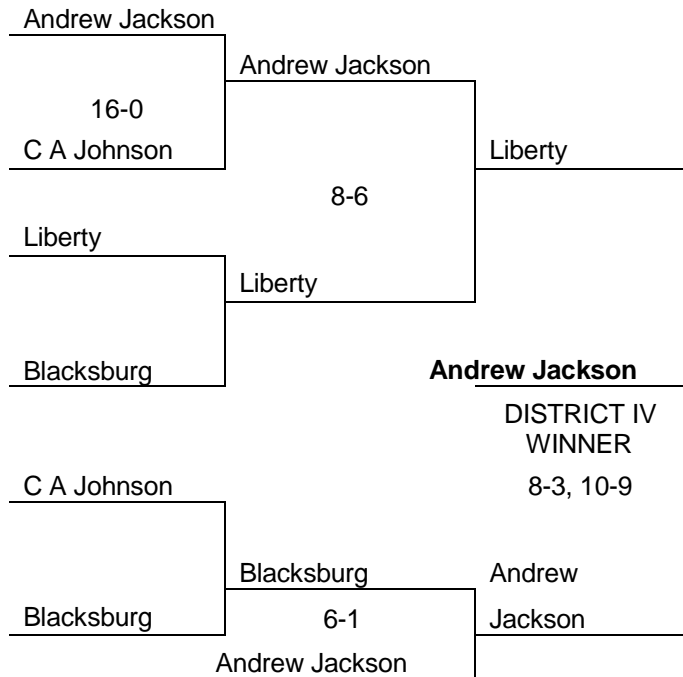 Andrew Jackson
Andrew Jackson
16-0
C A Johnson
Liberty
8-6
Liberty
Liberty
Blacksburg
Andrew Jackson
DISTRICT IV
WINNER
C A Johnson
8-3, 10-9
Blacksburg
Andrew
Blacksburg
6-1
Jackson
Andrew Jackson